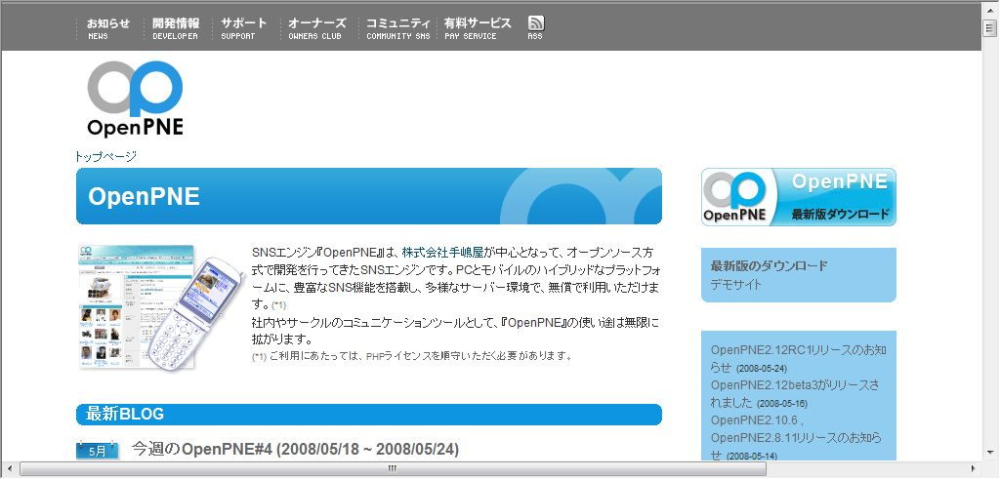 お知らせ 開発情報 サポート オーナーズ コミュニティ 有料サービス
NEWS DEVELOPER SUPPORT OWNERS CLUB COMMUNITY SNS PAY SERVICE RSS
OpenPNE
トップページ
OpenPNE
SNSエンジン『OpenPNE』は、株式会社手嶋屋が中心となって、オープンソース方
式で開発を行ってきたSNSエンジンです。PCとモバイルのハイブリッドなプラットフォ
ームに、豊富なSNS機能を搭載し、多様なサーバー環境で、無償で利用いただけま
す。(*1)
社内やサークルのコミュニケーションツールとして、『OpenPNE』の使い途は無限に
拡がります。
(*1) ご利用にあたっては、PHPライセンスを順守いただく必要があります。
最新BLOG
5月
今週のOpenPNE#4 (2008/05/18 ~ 2008/05/24)
OpenPNE
OpenPNE
最新版ダウンロード
最新版のダウンロード
デモサイト
OpenPNE2.12RC1リリースのお知
らせ (2008-05-24)
OpenPNE2.12beta3がリリースさ
れました (2008-05-16)
OpenPNE2.10.6 ,
OpenPNE2.8.11リリースのお知ら
せ (2008-05-14)